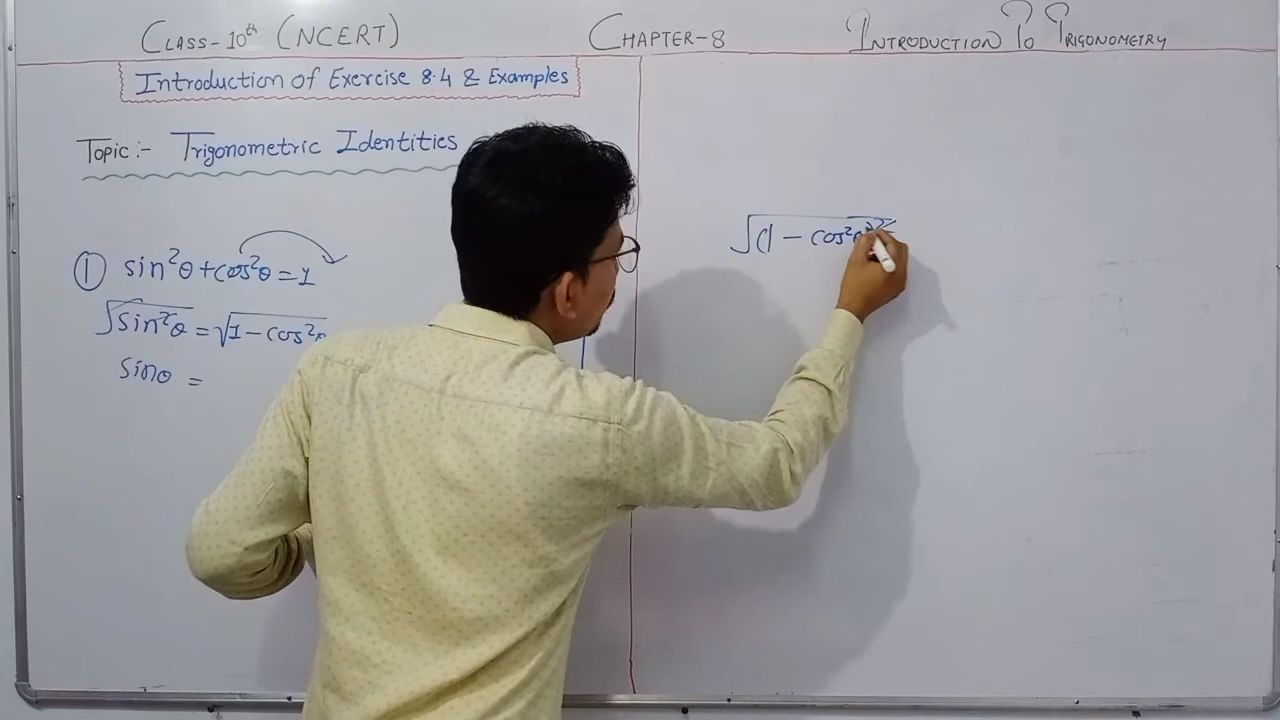 CLASS-10th (NCERT) CHAPTER-8 INTRODUCTION TO TRIGONOMETRY
Introduction of Exercise 8.4 & Examples
TOPIC:- Trigonometric Identities
① sin²θ+cos²θ=1
√sin²θ = √1-cos²θ
sinθ =
√(1-cos²θ)²